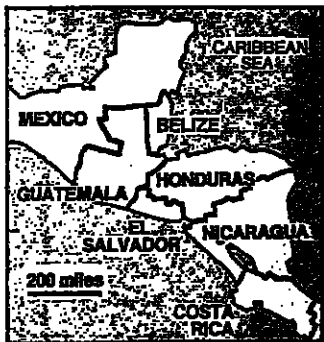 CARIBBEAN
SEA
MEXICO
BELIZE
GUATEMALA
HONDURAS
EL
SALVADOR
NICARAGUA
200 miles
COSTA
RICA